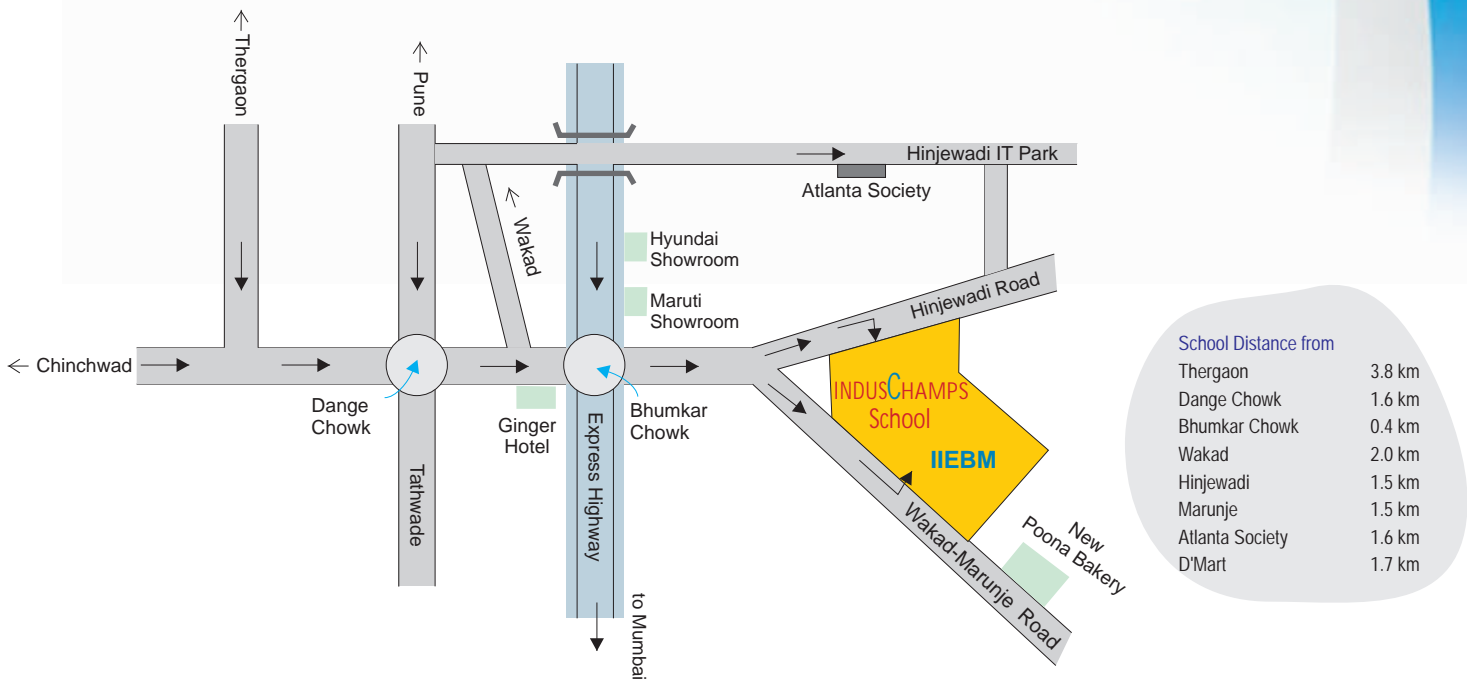 Thergaon
Pune
Hinjewadi IT Park
Atlanta Society
Wakad
Hyundai
Showroom
Maruti
Showroom
Hinjewadi Road
Chinchwad
Dange
Chowk
Ginger
Hotel
Bhumkar
Chowk
INDUSCHAMPS
School
IIEBM
Tathwade
Express Highway
to Mumbai
Wakad-Marunje Road
New
Poona Bakery
School Distance from
Thergaon 3.8 km
Dange Chowk 1.6 km
Bhumkar Chowk 0.4 km
Wakad 2.0 km
Hinjewadi 1.5 km
Marunje 1.5 km
Atlanta Society 1.6 km
D'Mart 1.7 km